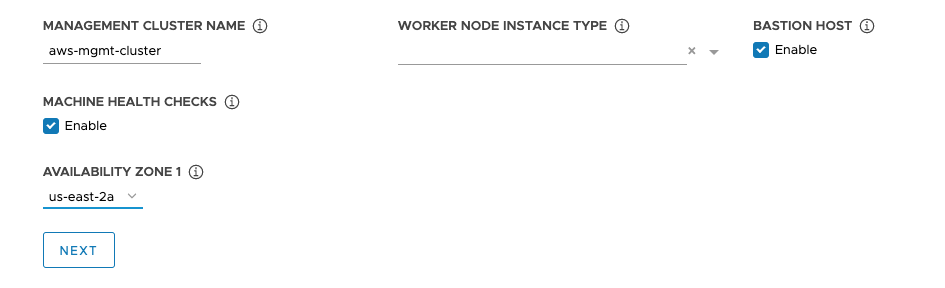 MANAGEMENT CLUSTER NAME
aws-mgmt-cluster
WORKER NODE INSTANCE TYPE
BASTION HOST
Enable
MACHINE HEALTH CHECKS
Enable
AVAILABILITY ZONE 1
us-east-2a
NEXT